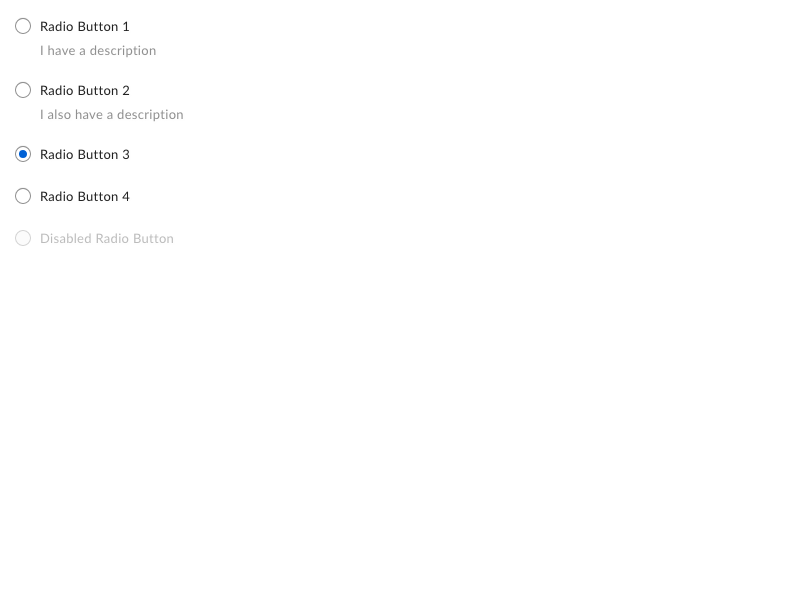 Radio Button 1
I have a description
Radio Button 2
I also have a description
Radio Button 3
Radio Button 4
Disabled Radio Button